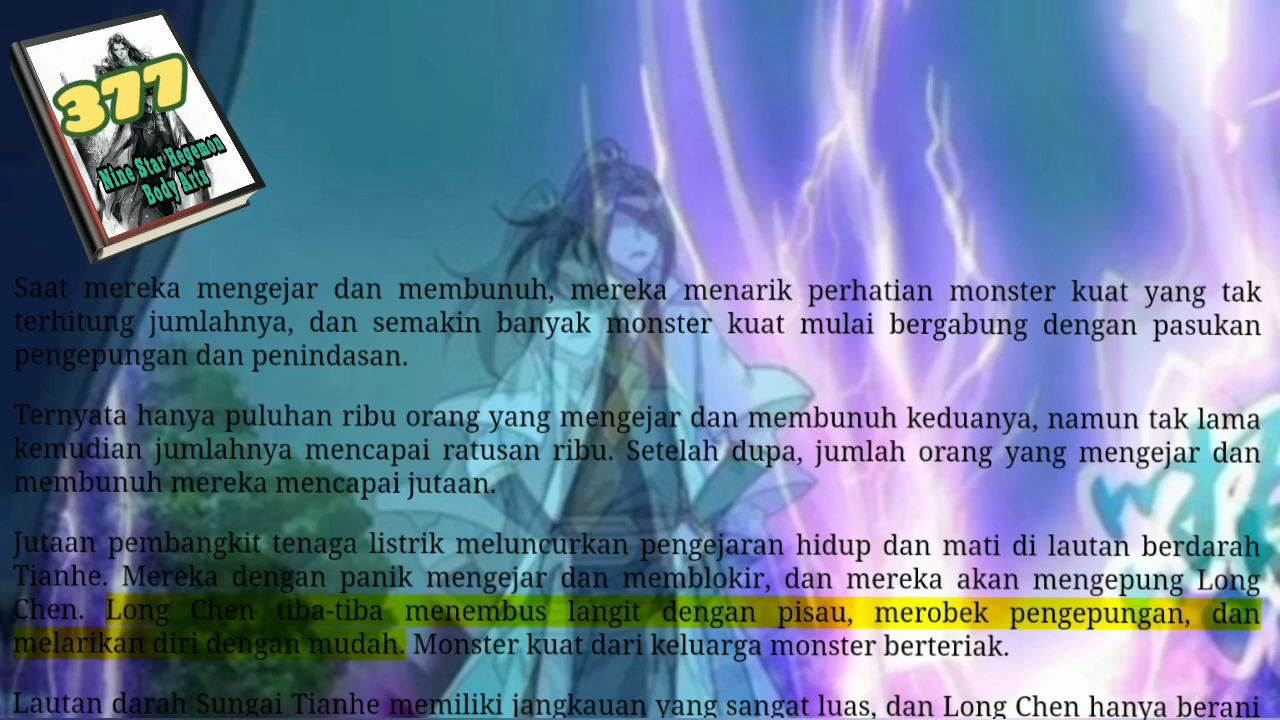 377
Nine Star Hegemon
Body Arts
Saat mereka mengejar dan membunuh, mereka menarik perhatian monster kuat yang tak
terhitung jumlahnya, dan semakin banyak monster kuat mulai bergabung dengan pasukan
pengepungan dan penindasan.
Ternyata hanya puluhan ribu orang yang mengejar dan membunuh keduanya, namun tak lama
kemudian jumlahnya mencapai ratusan ribu. Setelah dupa, jumlah orang yang mengejar dan
membunuh mereka mencapai jutaan.
Jutaan pembangkit tenaga listrik meluncurkan pengejaran hidup dan mati di lautan berdarah
Tianhe. Mereka dengan panik mengejar dan memblokir, dan mereka akan mengepung Long
Chen. Long Chen tiba-tiba menembus langit dengan pisau, merobek pengepungan, dan
melarikan diri dengan mudah. Monster kuat dari keluarga monster berteriak.
Lautan darah Sungai Tianhe memiliki jangkauan yang sangat luas, dan Long Chen hanya berani